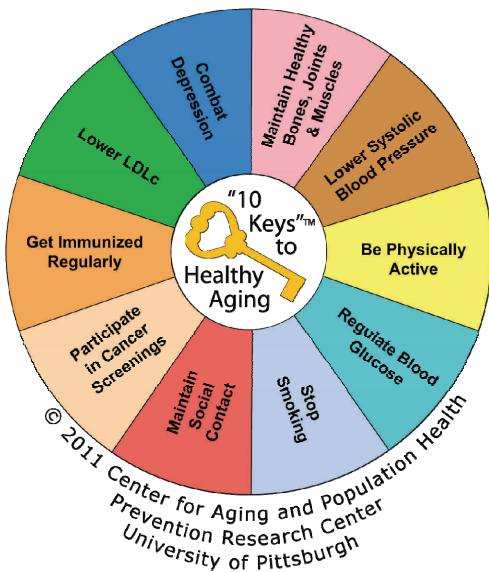 "10
Keys"™
to
Healthy
Aging
Maintain Healthy
Bones, Joints
& Muscles
Lower Systolic
Blood Pressure
Be Physically
Active
Regulate Blood
Glucose
Stop
Smoking
Maintain
Social
Contact
Participate
in Cancer
Screenings
Get Immunized
Regularly
Lower LDLc
Combat
Depression
© 2011 Center for Aging and Population Health
Prevention Research Center
University of Pittsburgh